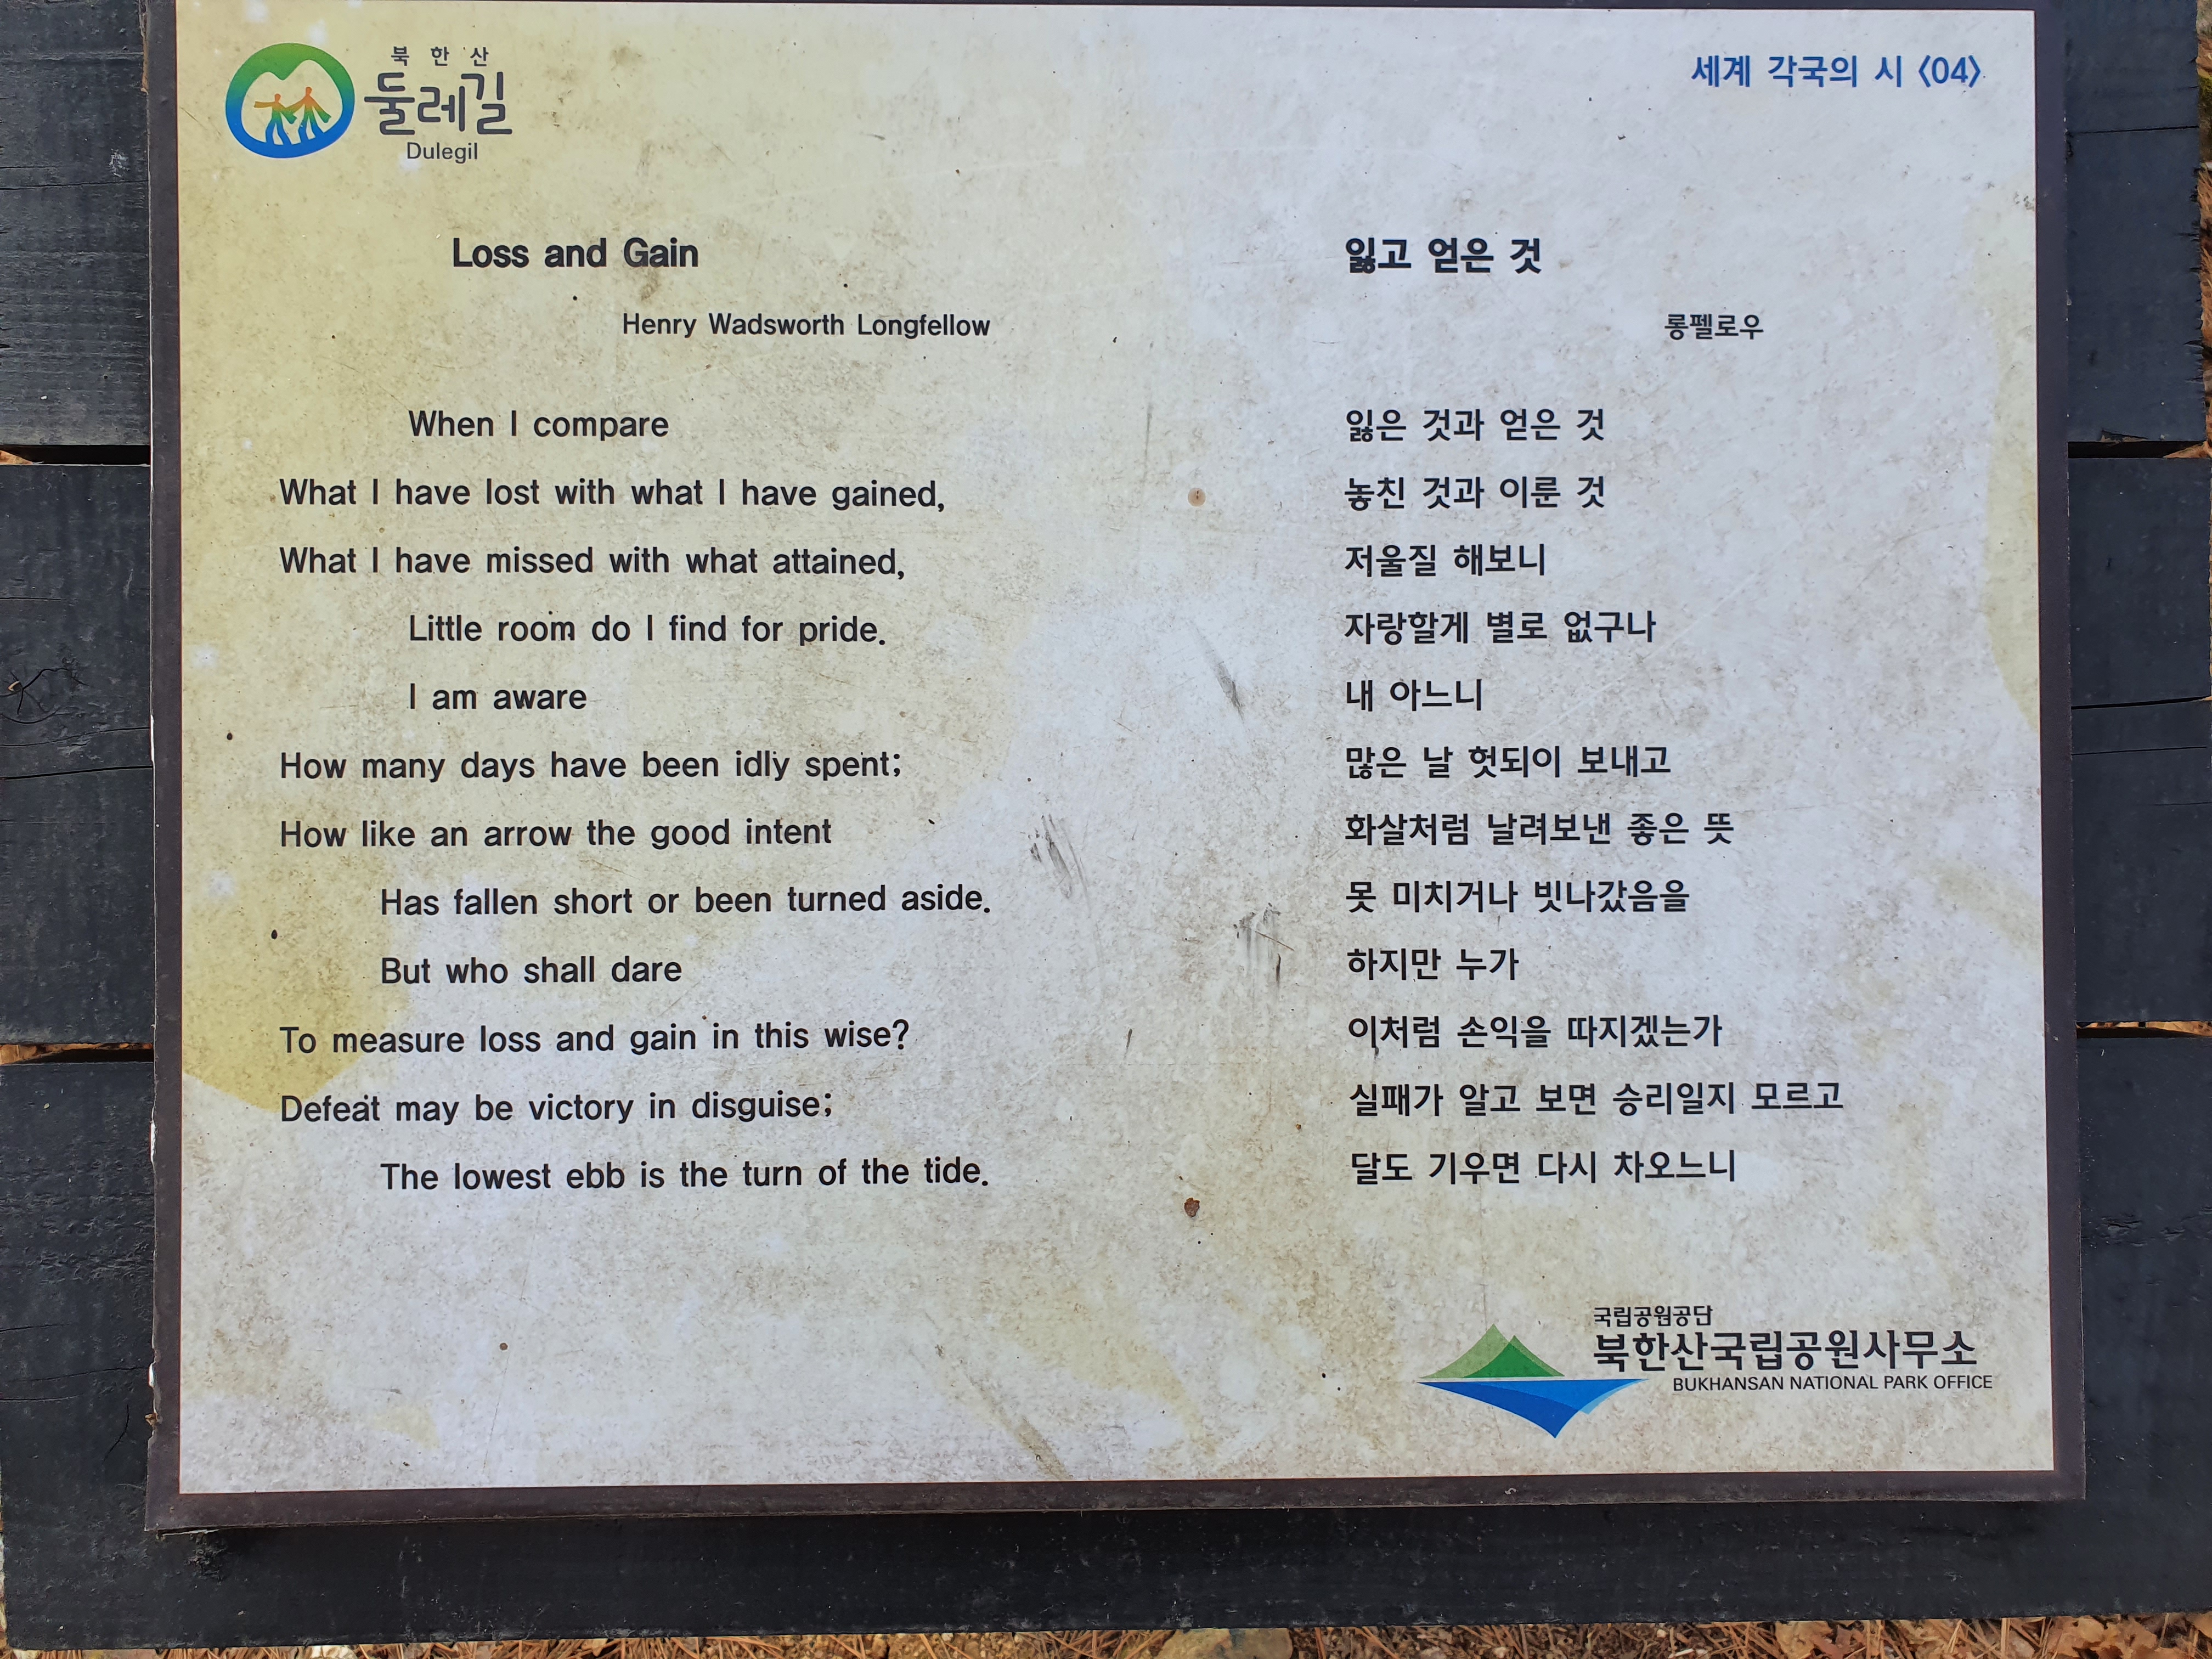 북한산
둘레길
Dulegil
세계 각국의 시 <04>
Loss and Gain
Henry Wadsworth Longfellow
When I compare
What I have lost with what I have gained,
What I have missed with what attained,
Little room do I find for pride.
I am aware
How many days have been idly spent;
How like an arrow the good intent
Has fallen short or been turned aside.
But who shall dare
To measure loss and gain in this wise?
Defeat may be victory in disguise;
The lowest ebb is the turn of the tide.
잃고 얻은 것
롱펠로우
잃은 것과 얻은 것
놓친 것과 이룬 것
저울질 해보니
자랑할게 별로 없구나
내 아느니
많은 날 헛되이 보내고
화살처럼 날려보낸 좋은 뜻
못 미치거나 빗나갔음을
하지만 누가
이처럼 손익을 따지겠는가
실패가 알고 보면 승리일지 모르고
달도 기우면 다시 차오느니
국립공원공단
북한산국립공원사무소
BUKHANSAN NATIONAL PARK OFFICE